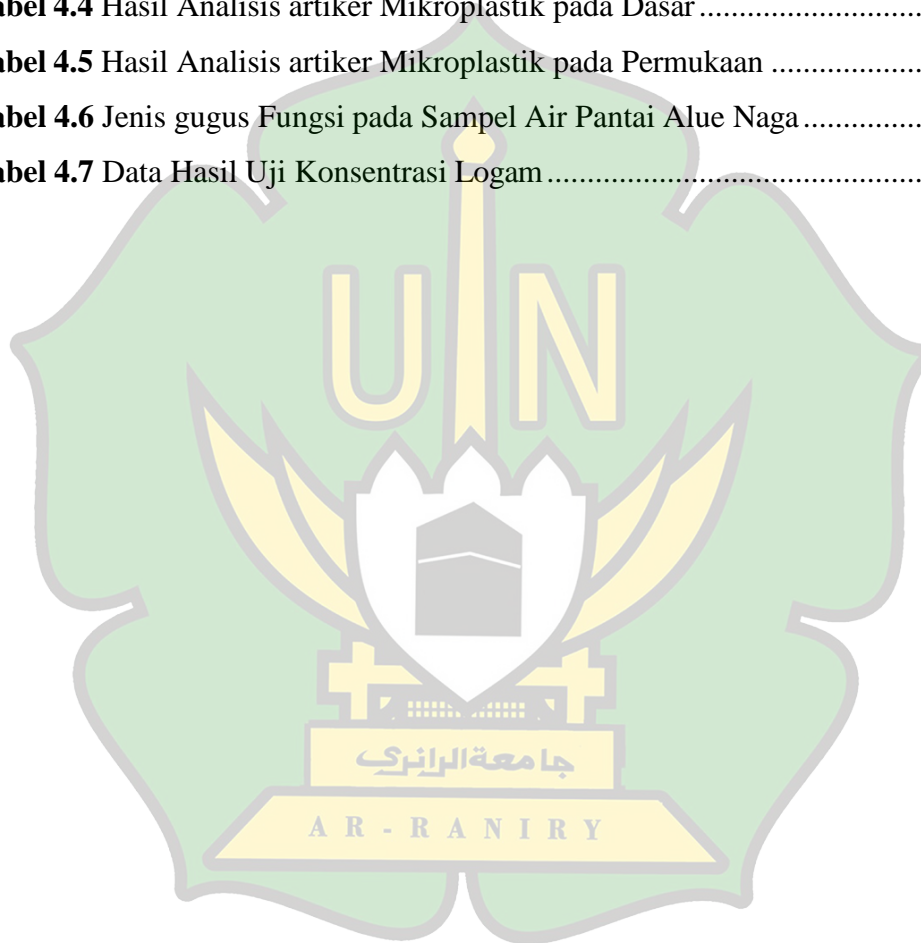 abel 4.4 Hasil Analisis artiker Mikroplastik pada Dasar................................
abel 4.5 Hasil Analisis artiker Mikroplastik pada Permukaan ......................
abel 4.6 Jenis gugus Fungsi pada Sampel Air Pantai Alue Naga..................
abel 4.7 Data Hasil Uji Konsentrasi Logam....................................................
UIN
جامعةالرانري
AR-RANIRY